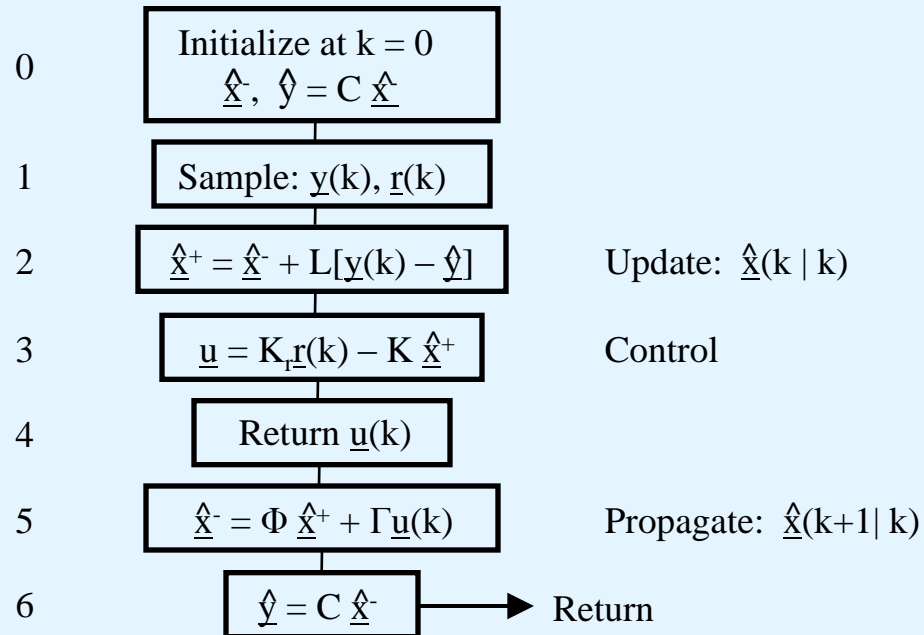 0 Initialize at k = 0
x̲̂⁻, ŷ = C x̲̂⁻
1 Sample: y̲(k), r̲(k)
2 x̲̂⁺ = x̲̂⁻ + L[y̲(k) – ŷ̲] Update: x̲̂(k | k)
3 u̲ = Kᵣr̲(k) – K x̲̂⁺ Control
4 Return u̲(k)
5 x̲̂⁻ = Φ x̲̂⁺ + Γu̲(k) Propagate: x̲̂(k+1| k)
6 ŷ̲ = C x̲̂⁻ Return